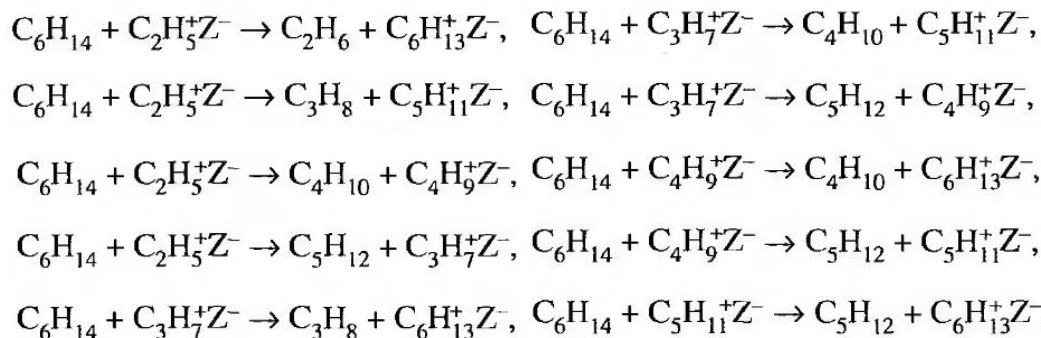 C₆H₁₄ + C₂H₅⁺Z⁻ → C₂H₆ + C₆H₁₃⁺Z⁻, C₆H₁₄ + C₃H₇⁺Z⁻ → C₄H₁₀ + C₅H₁₁⁺Z⁻,
C₆H₁₄ + C₂H₅⁺Z⁻ → C₃H₈ + C₅H₁₁⁺Z⁻, C₆H₁₄ + C₃H₇⁺Z⁻ → C₅H₁₂ + C₄H₉⁺Z⁻,
C₆H₁₄ + C₂H₅⁺Z⁻ → C₄H₁₀ + C₄H₉⁺Z⁻, C₆H₁₄ + C₄H₉⁺Z⁻ → C₄H₁₀ + C₆H₁₃⁺Z⁻,
C₆H₁₄ + C₂H₅⁺Z⁻ → C₅H₁₂ + C₃H₇⁺Z⁻, C₆H₁₄ + C₄H₉⁺Z⁻ → C₅H₁₂ + C₅H₁₁⁺Z⁻,
C₆H₁₄ + C₃H₇⁺Z⁻ → C₃H₈ + C₆H₁₃⁺Z⁻, C₆H₁₄ + C₅H₁₁⁺Z⁻ → C₅H₁₂ + C₆H₁₃⁺Z⁻